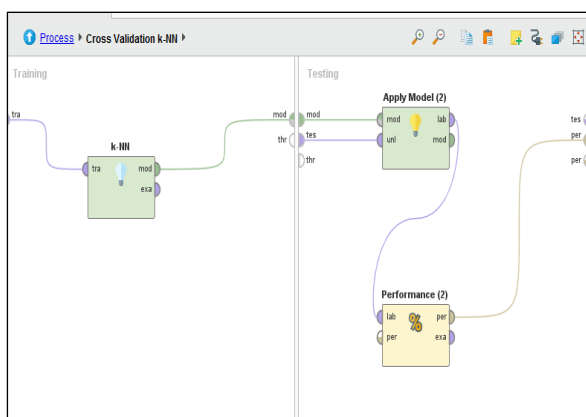 Process Cross Validation k-NN
Training
tra
k-NN
tra mod
exa
mod
thr
Testing
mod
tes
thr
Apply Model (2)
mod lab
unl mod
Performance (2)
lab per
per exa
tes
per
per